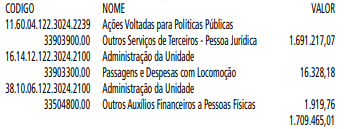 CODIGO NOME VALOR
11.60.04.122.3024.2239 Ações Voltadas para Políticas Públicas
33903900.00 Outros Serviços de Terceiros - Pessoa Jurídica 1.691.217,07
16.14.12.122.3024.2100 Administração da Unidade
33903300.00 Passagens e Despesas com Locomoção 16.328,18
38.10.06.122.3024.2100 Administração da Unidade
33504800.00 Outros Auxílios Financeiros a Pessoas Físicas 1.919,76
1.709.465,01